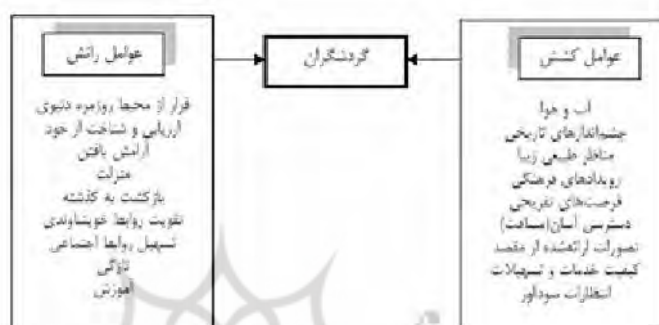 عوامل کشش
آب و هوا
چشم‌اندازهای تاریخی
مناظر طبیعی زیبا
رویدادهای فرهنگی
فرصت‌های تفریحی
دسترسی آسان(مسافت)
تصورات ارائه‌شده از مقصد
کیفیت خدمات و تسهیلات
انتظارات سودآور
گردشگران
عوامل رانش
فرار از محیط روزمره دنیوی
ارزیابی و شناخت از خود
آرامش یافتن
منزلت
بازگشت به گذشته
تقویت روابط خویشاوندی
تسهیل روابط اجتماعی
تازگی
آموزش